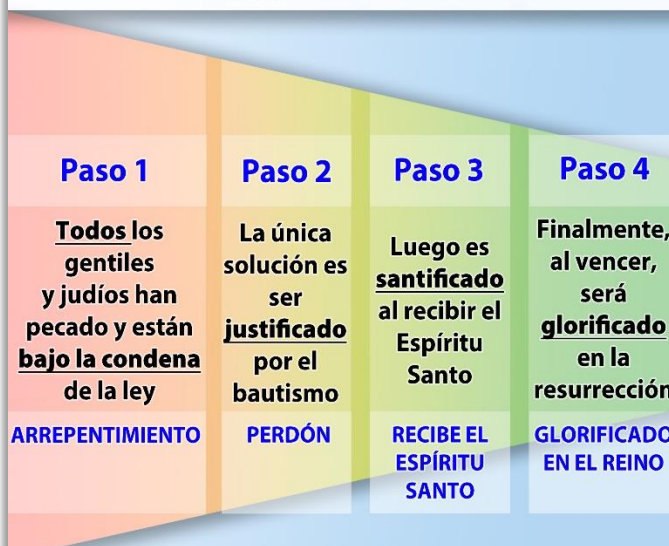 Paso 1
Todos los
gentiles
y judíos han
pecado y están
bajo la condena
de la ley
ARREPENTIMIENTO
Paso 2
La única
solución es
ser
justificado
por el
bautismo
PERDÓN
Paso 3
Luego es
santificado
al recibir el
Espíritu
Santo
RECIBE EL
ESPÍRITU
SANTO
Paso 4
Finalmente,
al vencer,
será
glorificado
en la
resurrección
GLORIFICADO
EN EL REINO